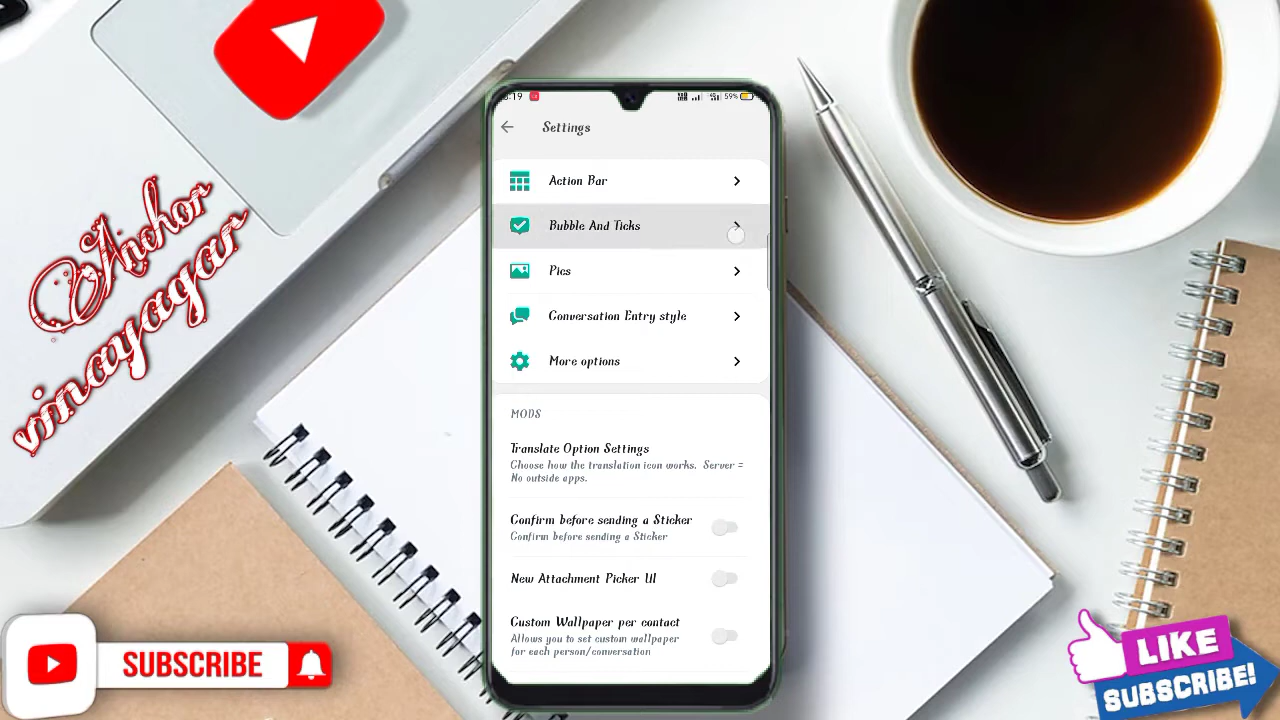 Anchor
vinayagar
59%
Settings
Action Bar
Bubble And Ticks
Pics
Conversation Entry style
More options
MODS
Translate Option Settings
Choose how the translation icon works. Server =
No outside apps.
Confirm before sending a Sticker
Confirm before sending a Sticker
New Attachment Picker UI
Custom Wallpaper per contact
Allows you to set custom wallpaper
for each person/conversation
SUBSCRIBE
LIKE
SUBSCRIBE!